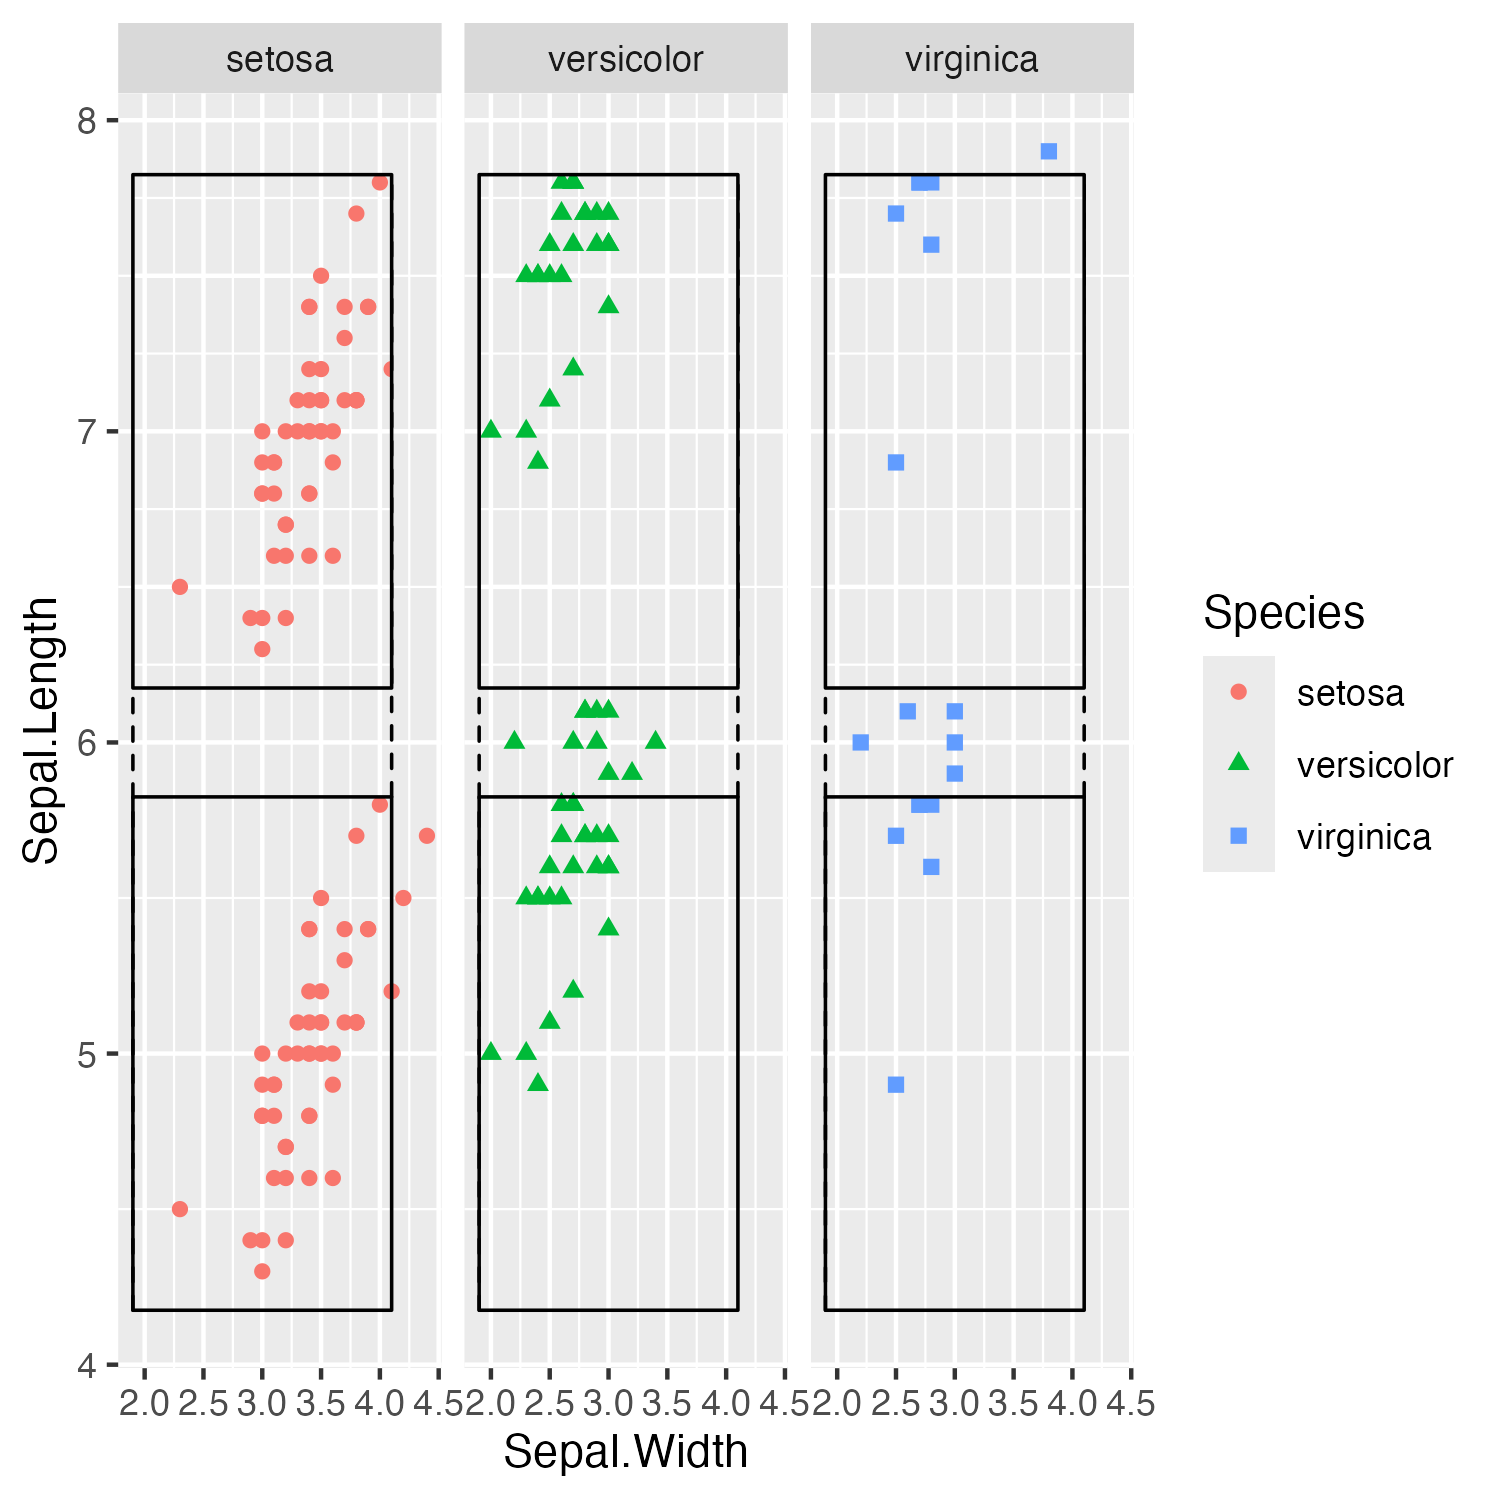 setosa versicolor virginica
8
7
6
5
4
Sepal.Length
2.0 2.5 3.0 3.5 4.0 4.5 2.0 2.5 3.0 3.5 4.0 4.5 2.0 2.5 3.0 3.5 4.0 4.5
Sepal.Width
Species
setosa
versicolor
virginica